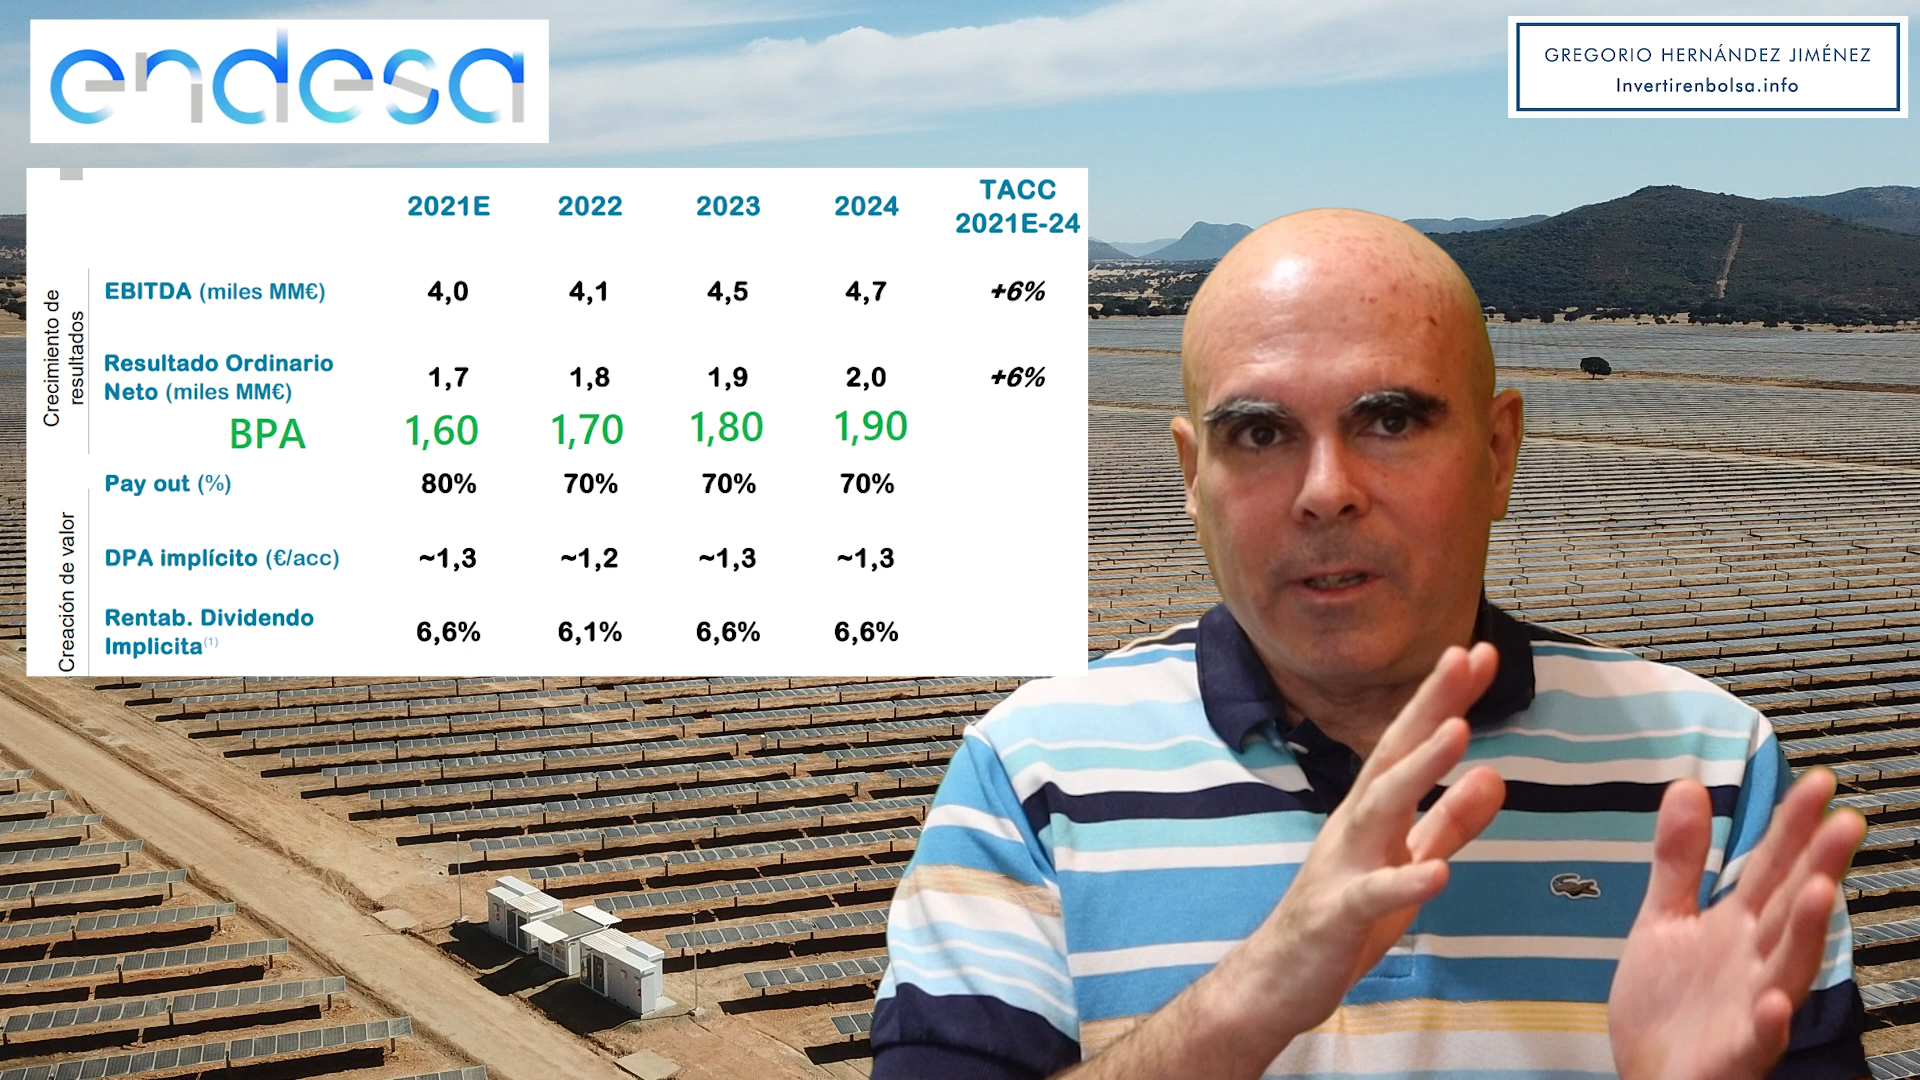 endesa
GREGORIO HERNÁNDEZ JIMÉNEZ
Invertirenbolsa.info
2021E 2022 2023 2024 TACC
2021E-24
Crecimiento de
resultados
EBITDA (miles MM€) 4,0 4,1 4,5 4,7 +6%
Resultado Ordinario
Neto (miles MM€) 1,7 1,8 1,9 2,0 +6%
BPA 1,60 1,70 1,80 1,90
Creación de valor
Pay out (%) 80% 70% 70% 70%
DPA implícito (€/acc) ~1,3 ~1,2 ~1,3 ~1,3
Rentab. Dividendo
Implicita(1) 6,6% 6,1% 6,6% 6,6%